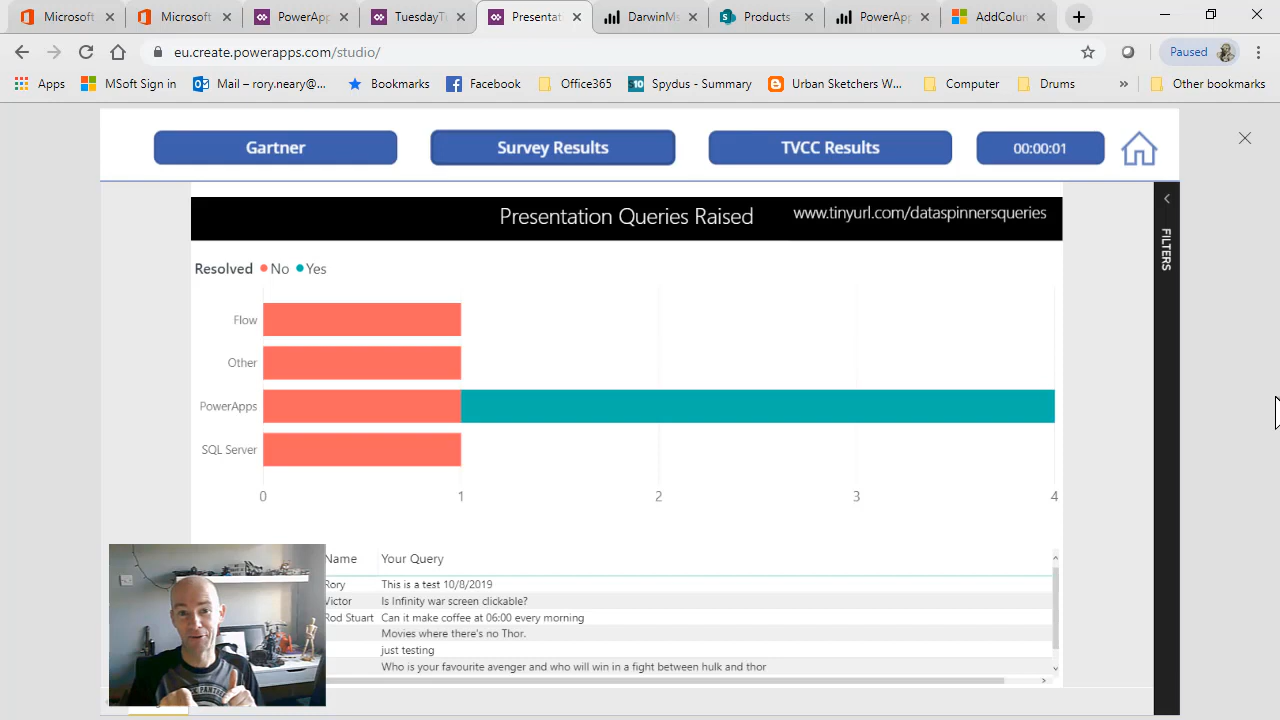 Microsoft
Microsoft
PowerApp
TuesdayT
Presentat
DarwinMs
Products
PowerAp
AddColun
eu.create.powerapps.com/studio/
Paused
Apps
MSoft Sign in
Mail – rory.neary@...
Bookmarks
Facebook
Office365
10
Spydus - Summary
Urban Sketchers W...
Computer
Drums
»
Other bookmarks
Gartner
Survey Results
TVCC Results
00:00:01
Presentation Queries Raised
www.tinyurl.com/dataspinnersqueries
FILTERS
Resolved No Yes
Flow
Other
PowerApps
SQL Server
0 1 2 3 4
Name Your Query
Rory This is a test 10/8/2019
Victor Is Infinity war screen clickable?
Rod Stuart Can it make coffee at 06:00 every morning
Movies where there's no Thor.
just testing
Who is your favourite avenger and who will win in a fight between hulk and thor